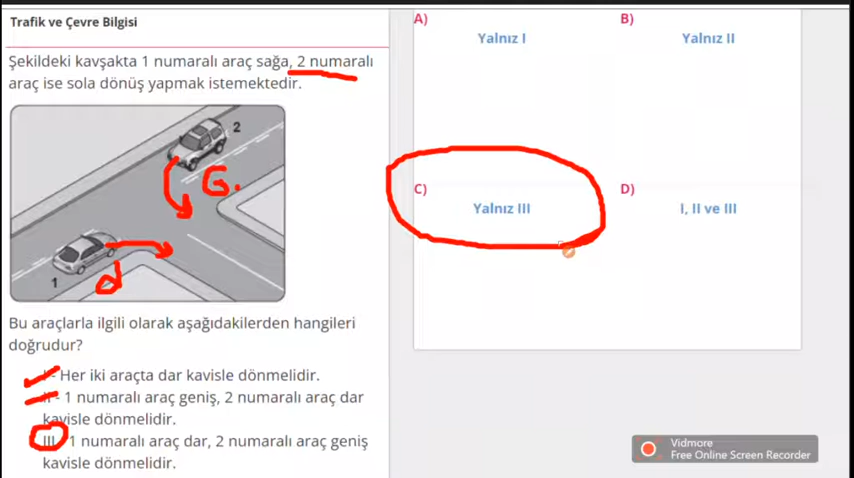 Trafik ve Çevre Bilgisi
Şekildeki kavşakta 1 numaralı araç sağa, 2 numaralı
araç ise sola dönüş yapmak istemektedir.
2
G.
1
d
Bu araçlarla ilgili olarak aşağıdakilerden hangileri
doğrudur?
I - Her iki araçta dar kavisle dönmelidir.
II - 1 numaralı araç geniş, 2 numaralı araç dar
kavisle dönmelidir.
III - 1 numaralı araç dar, 2 numaralı araç geniş
kavisle dönmelidir.
A)
Yalnız I
B)
Yalnız II
C)
Yalnız III
D)
I, II ve III
Vidmore
Free Online Screen Recorder